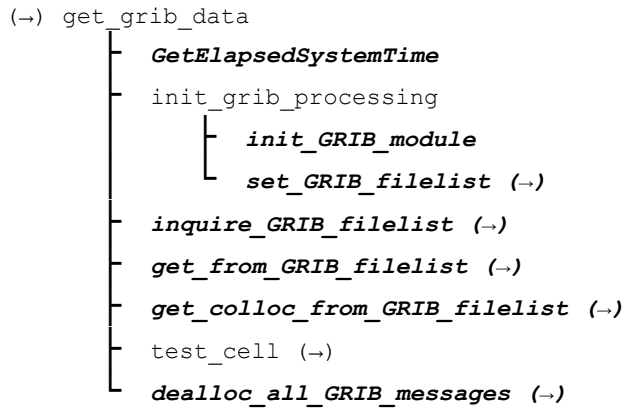 (→) get_grib_data
GetElapsedSystemTime
init_grib_processing
init_GRIB_module
set_GRIB_filelist (→)
inquire_GRIB_filelist (→)
get_from_GRIB_filelist (→)
get_colloc_from_GRIB_filelist (→)
test_cell (→)
dealloc_all_GRIB_messages (→)